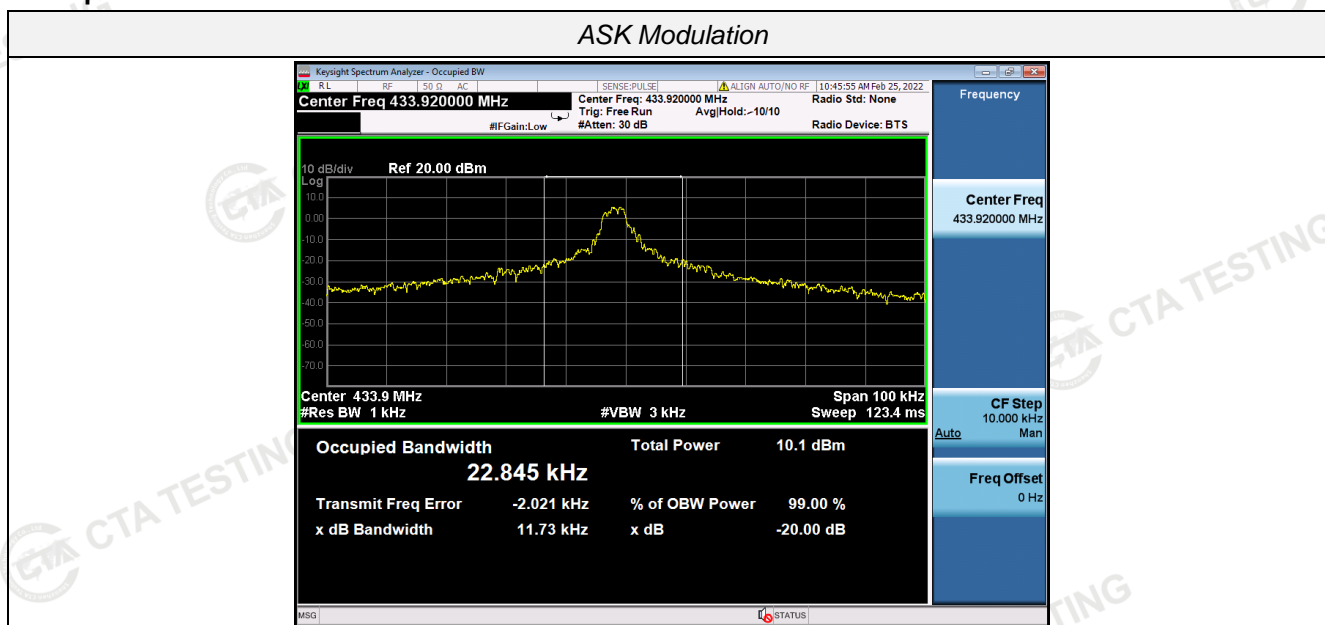 ASK Modulation
Keysight Spectrum Analyzer - Occupied BW
LXI RL RF 50 Ω AC SENSE:PULSE ALIGN AUTO/NO RF 10:45:55 AM Feb 25, 2022
Center Freq 433.920000 MHz
Center Freq: 433.920000 MHz
Radio Std: None
Trig: Free Run
Avg|Hold:>10/10
#IFGain:Low
#Atten: 30 dB
Radio Device: BTS
10 dB/div
Ref 20.00 dBm
Log
10.0
0.00
-10.0
-20.0
-30.0
-40.0
-50.0
-60.0
-70.0
Center 433.9 MHz
Span 100 kHz
#Res BW 1 kHz
#VBW 3 kHz
Sweep 123.4 ms
Occupied Bandwidth
22.845 kHz
Total Power 10.1 dBm
Transmit Freq Error -2.021 kHz
% of OBW Power 99.00 %
x dB Bandwidth 11.73 kHz
x dB -20.00 dB
MSG
STATUS
Frequency
Center Freq
433.920000 MHz
CF Step
10.000 kHz
Auto Man
Freq Offset
0 Hz
CTA
CTA TESTING
CTA TESTING